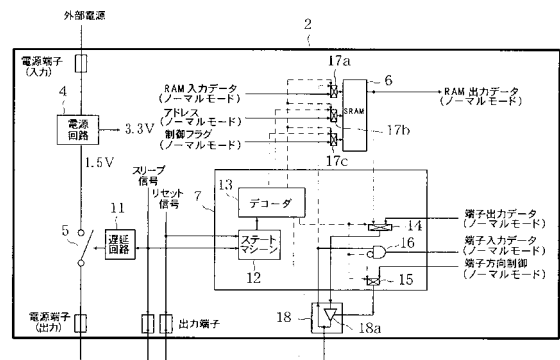 外部電源
2
電源端子
(入力)
4
電源
回路
3.3V
1.5V
5
スリープ
信号
リセット
信号
11
遅延
回路
7
13
デコーダ
ステート
マシーン
12
17a
6
RAM 入力データ
(ノーマルモード)
アドレス
(ノーマルモード)
制御フラグ
(ノーマルモード)
SRAM
17b
17c
RAM 出力データ
(ノーマルモード)
端子出力データ
(ノーマルモード)
14
16
端子入力データ
(ノーマルモード)
端子方向制御
(ノーマルモード)
15
電源端子
(出力)
出力端子
18
18a